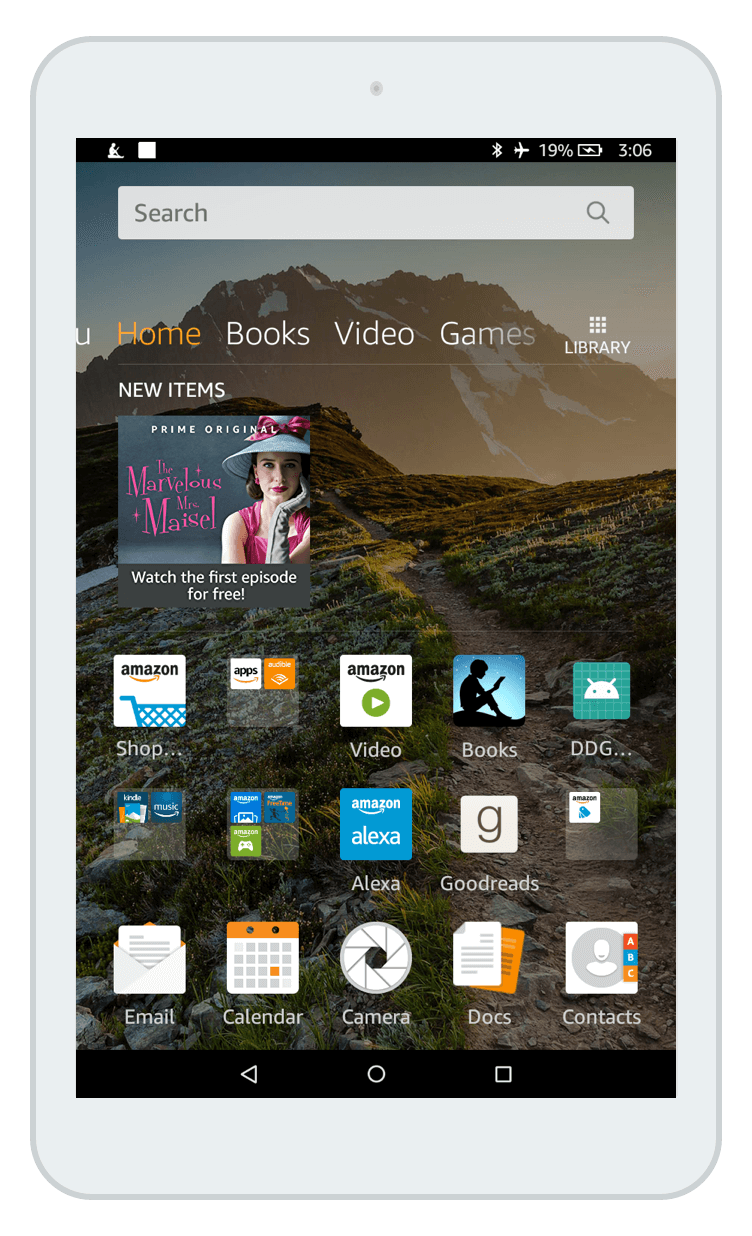 19% 3:06
Search
u Home Books Video Games
LIBRARY
NEW ITEMS
PRIME ORIGINAL
The
Marvelous
Mrs.
Maisel
Watch the first episode
for free!
amazon
apps
audible
amazon
Shop...
Video
Books
DDG...
kindle
music
amazon
amazon
FreeTime
amazon
amazon
alexa
g
amazon
Alexa
Goodreads
A
B
C
Email
Calendar
Camera
Docs
Contacts